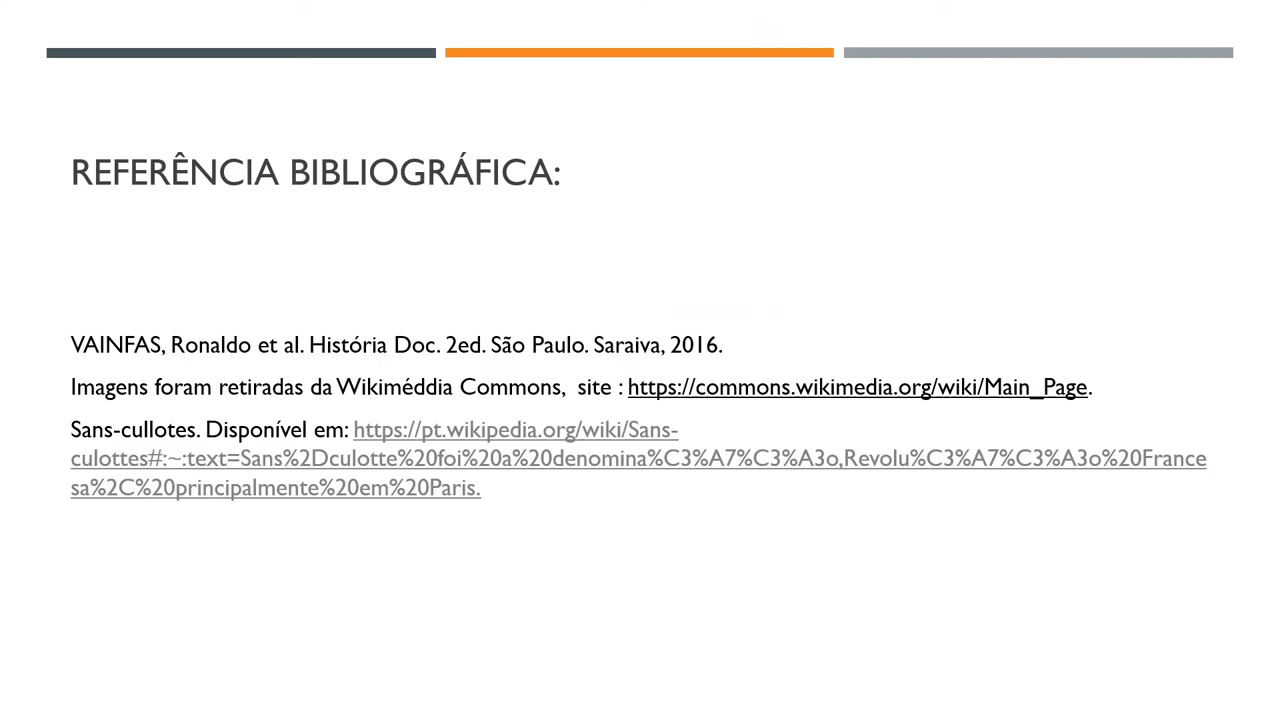 REFERÊNCIA BIBLIOGRÁFICA:
VAINFAS, Ronaldo et al. História Doc. 2ed. São Paulo. Saraiva, 2016.
Imagens foram retiradas da Wikiméddia Commons,  site : https://commons.wikimedia.org/wiki/Main_Page.
Sans-cullotes. Disponível em: https://pt.wikipedia.org/wiki/Sans-
culottes#:~:text=Sans%2Dculotte%20foi%20a%20denomina%C3%A7%C3%A3o,Revolu%C3%A7%C3%A3o%20France
sa%2C%20principalmente%20em%20Paris.